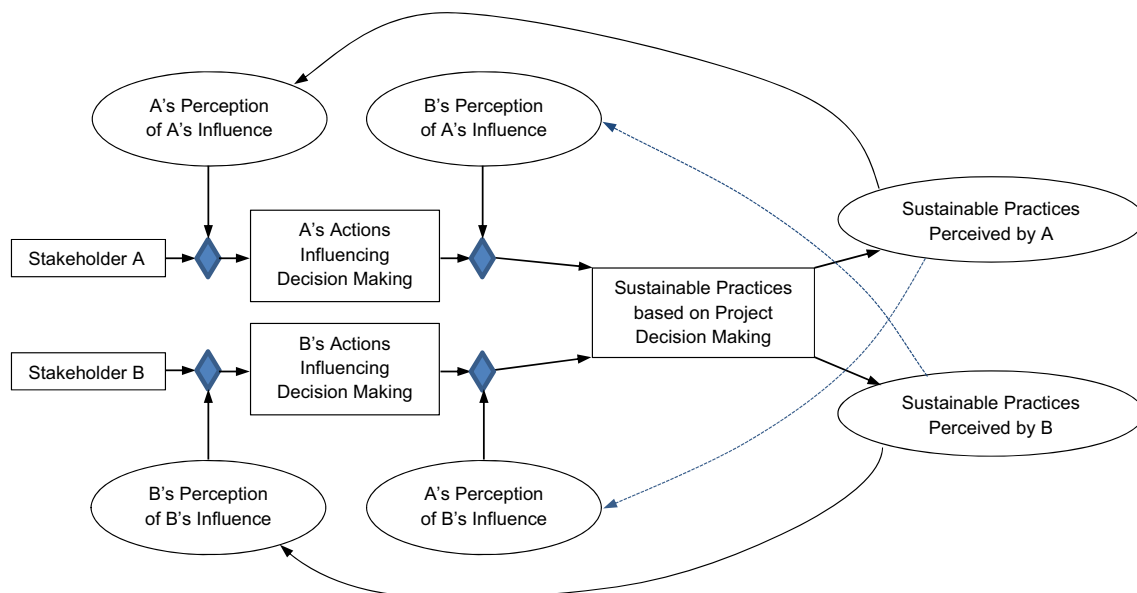 A’s Perception
of A’s Influence
B’s Perception
of A’s Influence
Sustainable Practices
Perceived by A
Stakeholder A
A’s Actions
Influencing
Decision Making
Sustainable Practices
based on Project
Decision Making
Stakeholder B
B’s Actions
Influencing
Decision Making
Sustainable Practices
Perceived by B
B’s Perception
of B’s Influence
A’s Perception
of B’s Influence